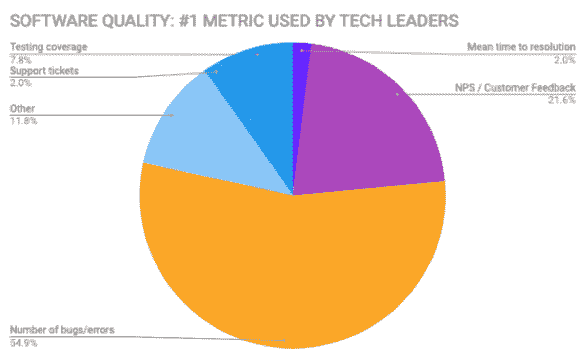 SOFTWARE QUALITY: #1 METRIC USED BY TECH LEADERS
Testing coverage
7.8%
Support tickets
2.0%
Other
11.8%
Mean time to resolution
2.0%
NPS / Customer Feedback
21.6%
Number of bugs/errors
54.9%